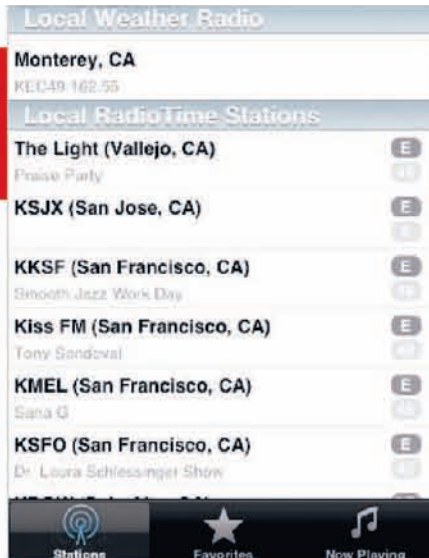 Local Weather Radio
Monterey, CA
KEC49 162.55
Local RadioTime Stations
The Light (Vallejo, CA) E
Praise Party
KSJX (San Jose, CA) E
KKSF (San Francisco, CA) E
Smooth Jazz Work Day
Kiss FM (San Francisco, CA) E
Tony Sandoval
KMEL (San Francisco, CA) E
Sana G
KSFO (San Francisco, CA) E
Dr. Laura Schlessinger Show
Stations Favorites Now Playing